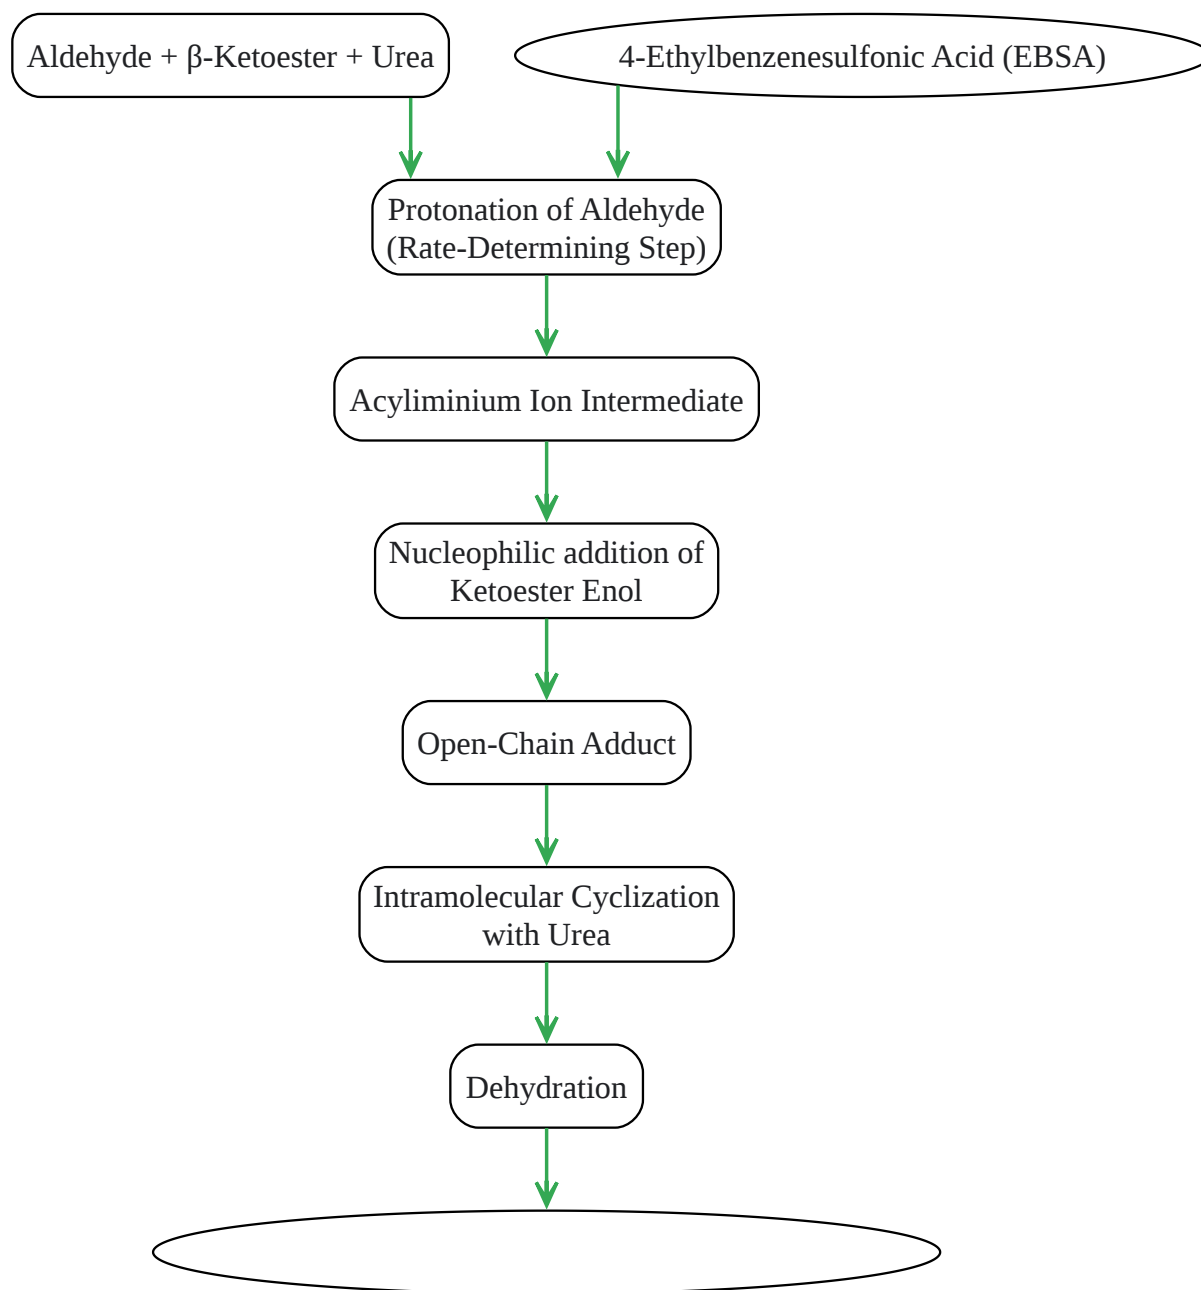 Aldehyde + β-Ketoester + Urea
4-Ethylbenzenesulfonic Acid (EBSA)
Protonation of Aldehyde
(Rate-Determining Step)
Acyliminium Ion Intermediate
Nucleophilic addition of
Ketoester Enol
Open-Chain Adduct
Intramolecular Cyclization
with Urea
Dehydration